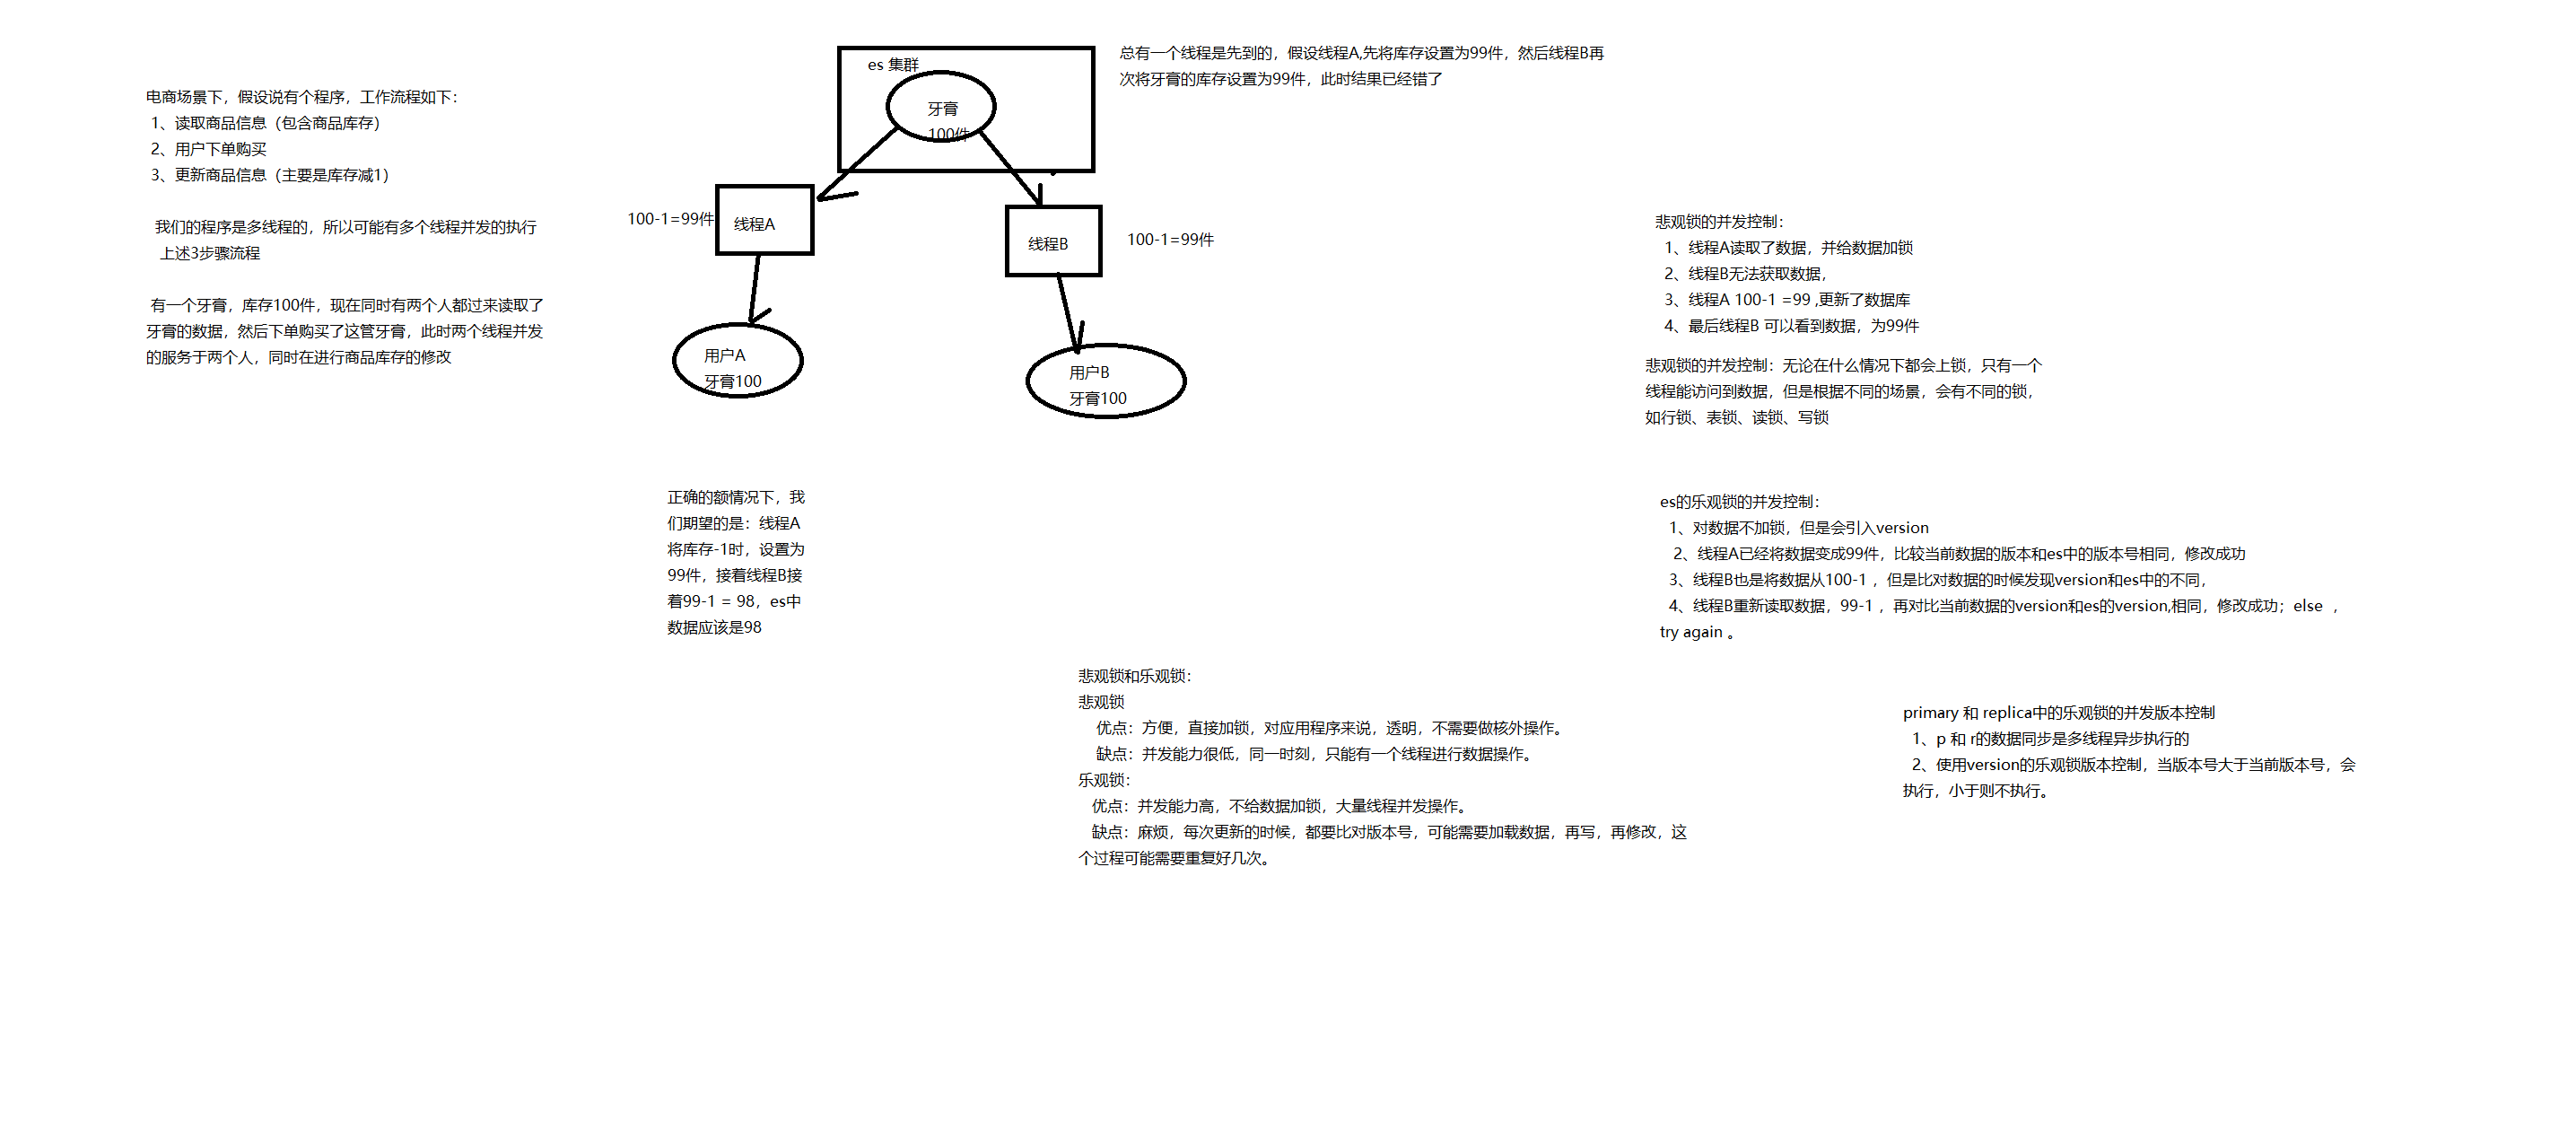 电商场景下，假设说有个程序，工作流程如下：
1、读取商品信息（包含商品库存）
2、用户下单购买
3、更新商品信息（主要是库存减1）
我们的程序是多线程的，所以可能有多个线程并发的执行
上述3步骤流程
有一个牙膏，库存100件，现在同时有两个人都过来读取了
牙膏的数据，然后下单购买了这管牙膏，此时两个线程并发
的服务于两个人，同时在进行商品库存的修改
es 集群
牙膏
100件
总有一个线程是先到的，假设线程A,先将库存设置为99件，然后线程B再
次将牙膏的库存设置为99件，此时结果已经错了
100-1=99件
线程A
线程B
100-1=99件
用户A
牙膏100
用户B
牙膏100
正确的额情况下，我
们期望的是：线程A
将库存-1时，设置为
99件，接着线程B接
着99-1 = 98，es中
数据应该是98
悲观锁的并发控制：
1、线程A读取了数据，并给数据加锁
2、线程B无法获取数据，
3、线程A 100-1 =99 ,更新了数据库
4、最后线程B 可以看到数据，为99件
悲观锁的并发控制：无论在什么情况下都会上锁，只有一个
线程能访问到数据，但是根据不同的场景，会有不同的锁，
如行锁、表锁、读锁、写锁
es的乐观锁的并发控制：
1、对数据不加锁，但是会引入version
2、线程A已经将数据变成99件，比较当前数据的版本和es中的版本号相同，修改成功
3、线程B也是将数据从100-1 ，但是比对数据的时候发现version和es中的不同，
4、线程B重新读取数据，99-1 ，再对比当前数据的version和es的version,相同，修改成功；else ，
try again 。
悲观锁和乐观锁：
悲观锁
优点：方便，直接加锁，对应用程序来说，透明，不需要做核外操作。
缺点：并发能力很低，同一时刻，只能有一个线程进行数据操作。
乐观锁：
优点：并发能力高，不给数据加锁，大量线程并发操作。
缺点：麻烦，每次更新的时候，都要比对版本号，可能需要加载数据，再写，再修改，这
个过程可能需要重复好几次。
primary 和 replica中的乐观锁的并发版本控制
1、p 和 r的数据同步是多线程异步执行的
2、使用version的乐观锁版本控制，当版本号大于当前版本号，会
执行，小于则不执行。